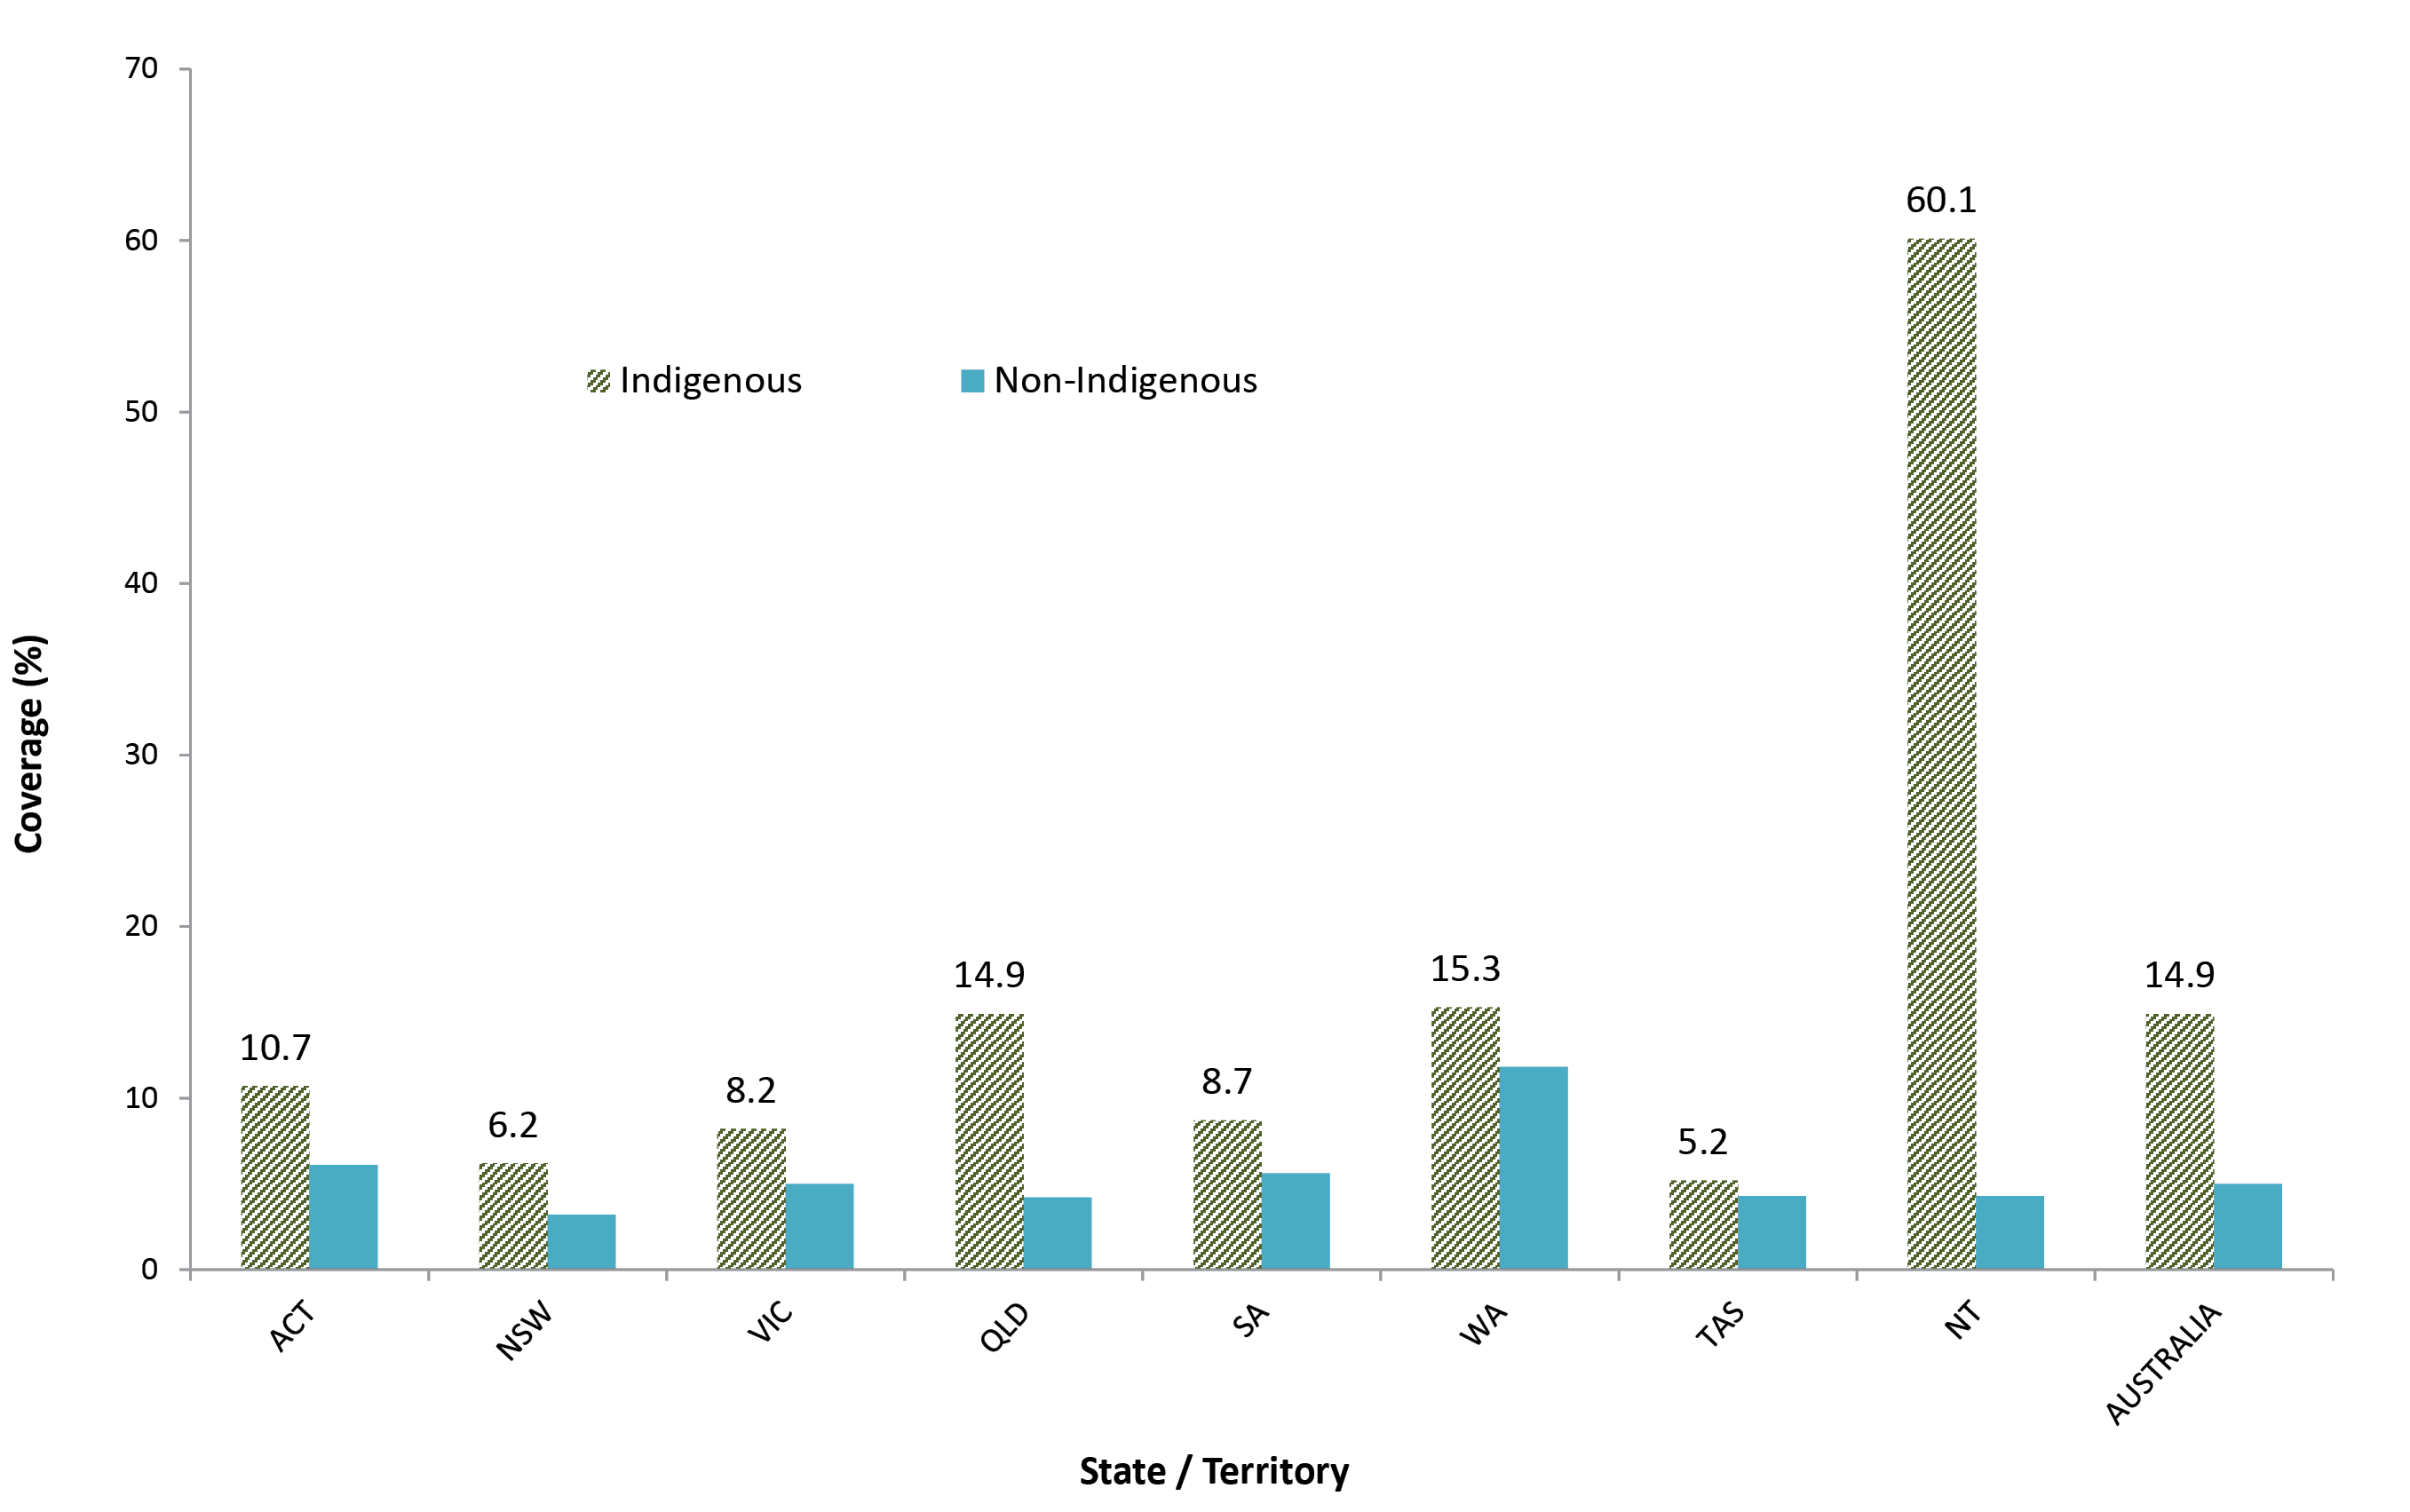 70
60
50
40
30
20
10
0
Coverage (%)
Indigenous
Non-Indigenous
10.7
6.2
8.2
14.9
8.7
15.3
5.2
60.1
14.9
ACT
NSW
VIC
QLD
SA
WA
TAS
NT
AUSTRALIA
State / Territory